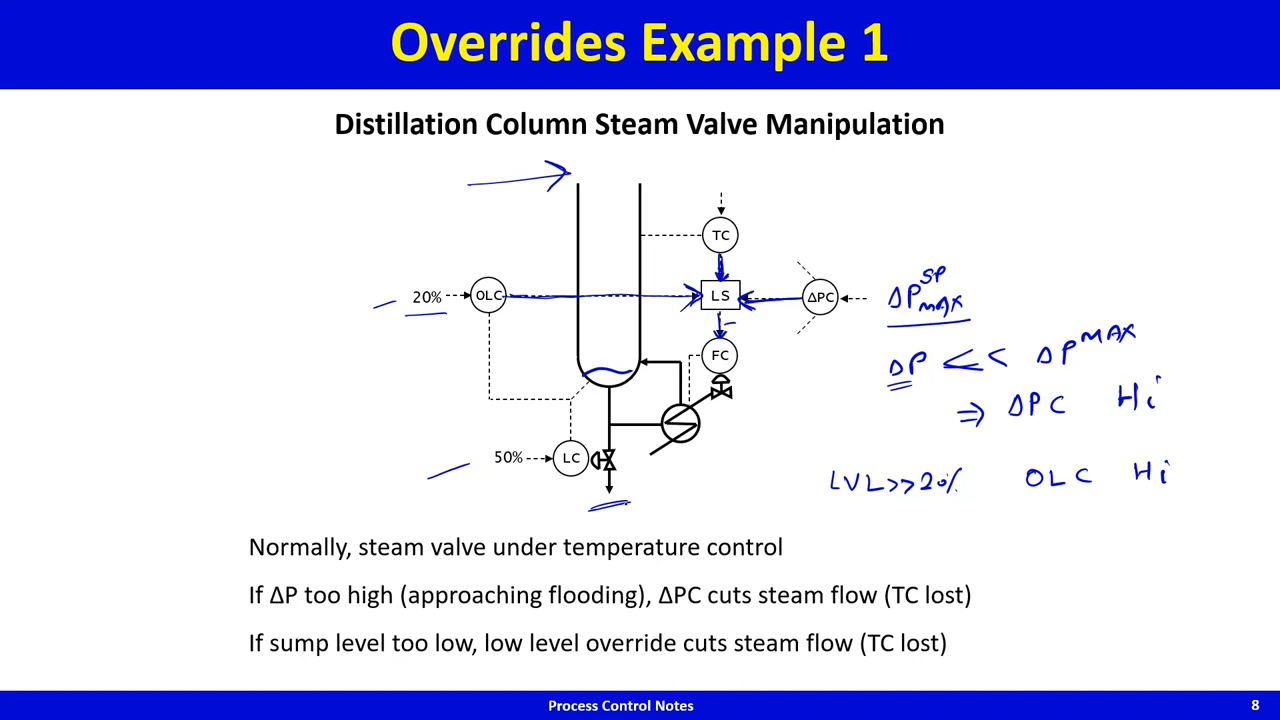 Overrides Example 1
Distillation Column Steam Valve Manipulation
TC
20%
OLC
LS
ΔPC
ΔP SP MAX
FC
ΔP << ΔP MAX
⇒ ΔPC Hi
50%
LC
LVL>>20% OLC Hi
Normally, steam valve under temperature control
If ΔP too high (approaching flooding), ΔPC cuts steam flow (TC lost)
If sump level too low, low level override cuts steam flow (TC lost)
Process Control Notes
8